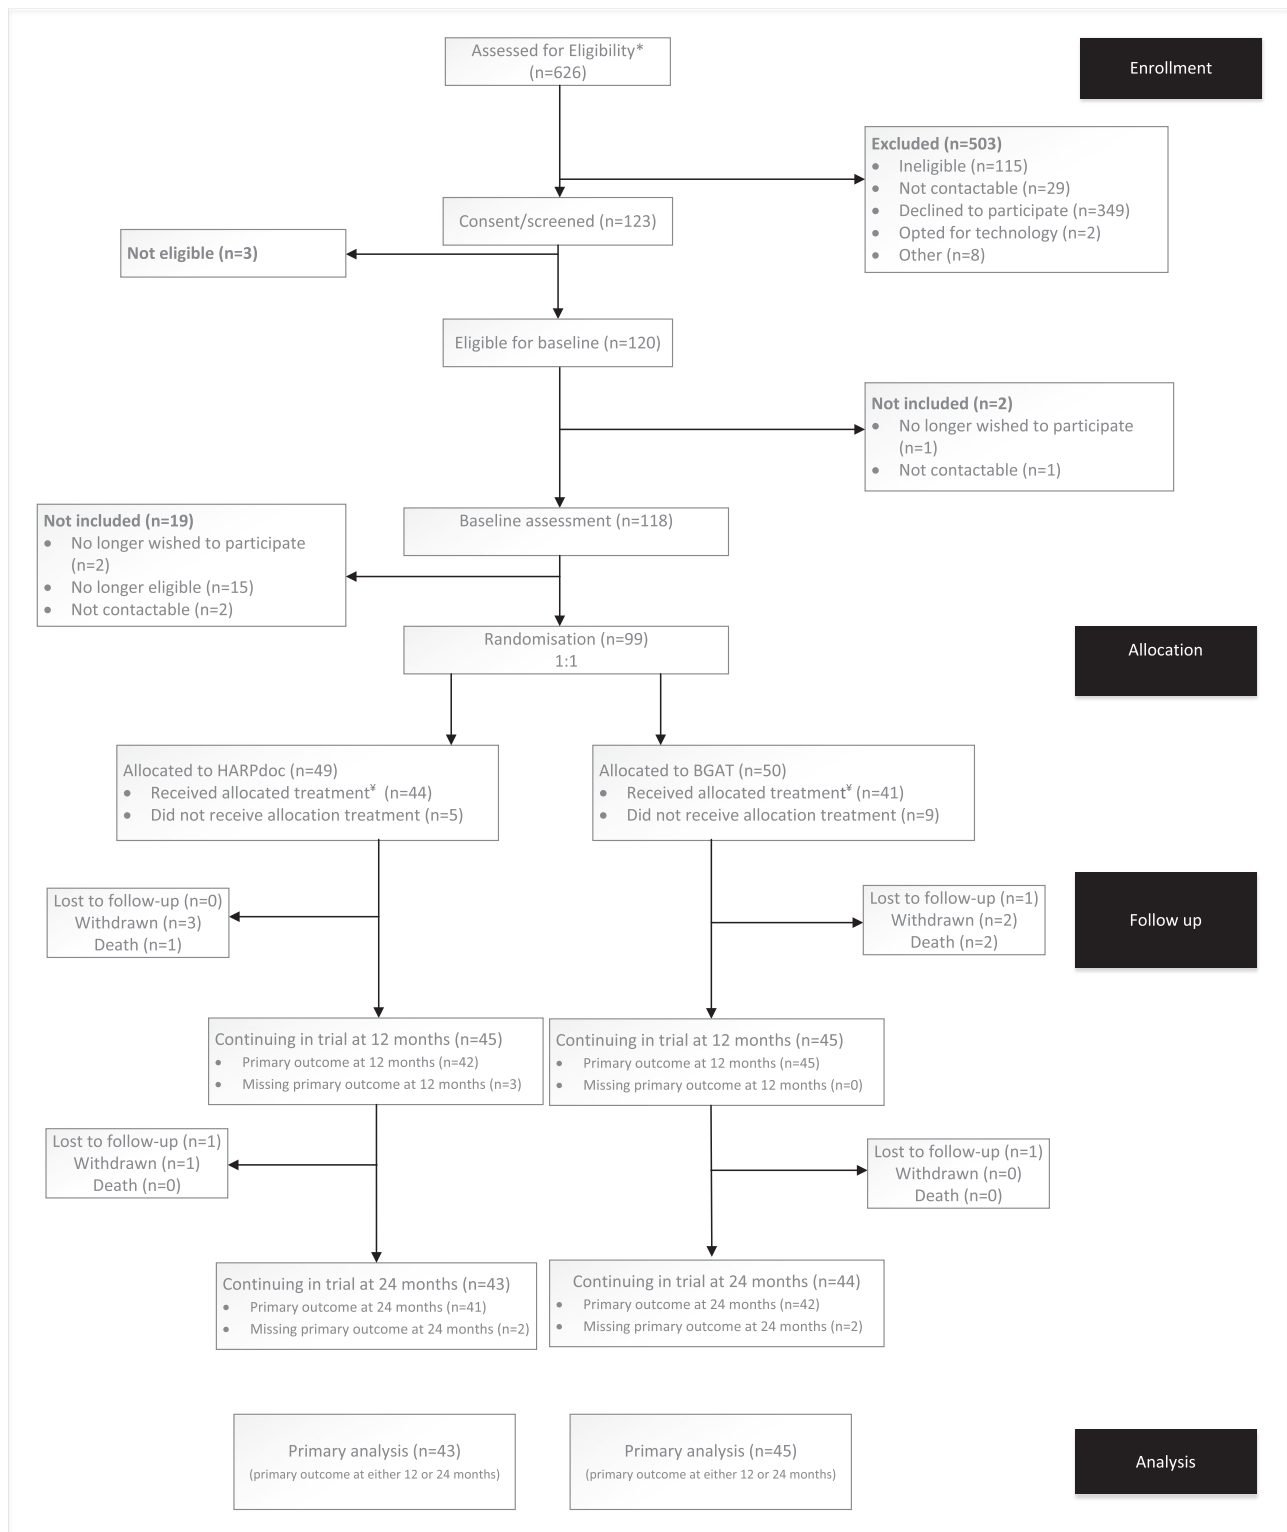 Assessed for Eligibility*
(n=626)
Enrollment
Excluded (n=503)
• Ineligible (n=115)
• Not contactable (n=29)
• Declined to participate (n=349)
• Opted for technology (n=2)
• Other (n=8)
Consent/screened (n=123)
Not eligible (n=3)
Eligible for baseline (n=120)
Not included (n=2)
• No longer wished to participate
(n=1)
• Not contactable (n=1)
Baseline assessment (n=118)
Not included (n=19)
• No longer wished to participate
(n=2)
• No longer eligible (n=15)
• Not contactable (n=2)
Randomisation (n=99)
1:1
Allocation
Allocated to HARPdoc (n=49)
• Received allocated treatment¥ (n=44)
• Did not receive allocation treatment (n=5)
Allocated to BGAT (n=50)
• Received allocated treatment¥ (n=41)
• Did not receive allocation treatment (n=9)
Lost to follow-up (n=0)
Withdrawn (n=3)
Death (n=1)
Lost to follow-up (n=1)
Withdrawn (n=2)
Death (n=2)
Follow up
Continuing in trial at 12 months (n=45)
• Primary outcome at 12 months (n=42)
• Missing primary outcome at 12 months (n=3)
Continuing in trial at 12 months (n=45)
• Primary outcome at 12 months (n=45)
• Missing primary outcome at 12 months (n=0)
Lost to follow-up (n=1)
Withdrawn (n=1)
Death (n=0)
Lost to follow-up (n=1)
Withdrawn (n=0)
Death (n=0)
Continuing in trial at 24 months (n=43)
• Primary outcome at 24 months (n=41)
• Missing primary outcome at 24 months (n=2)
Continuing in trial at 24 months (n=44)
• Primary outcome at 24 months (n=42)
• Missing primary outcome at 24 months (n=2)
Primary analysis (n=43)
(primary outcome at either 12 or 24 months)
Primary analysis (n=45)
(primary outcome at either 12 or 24 months)
Analysis